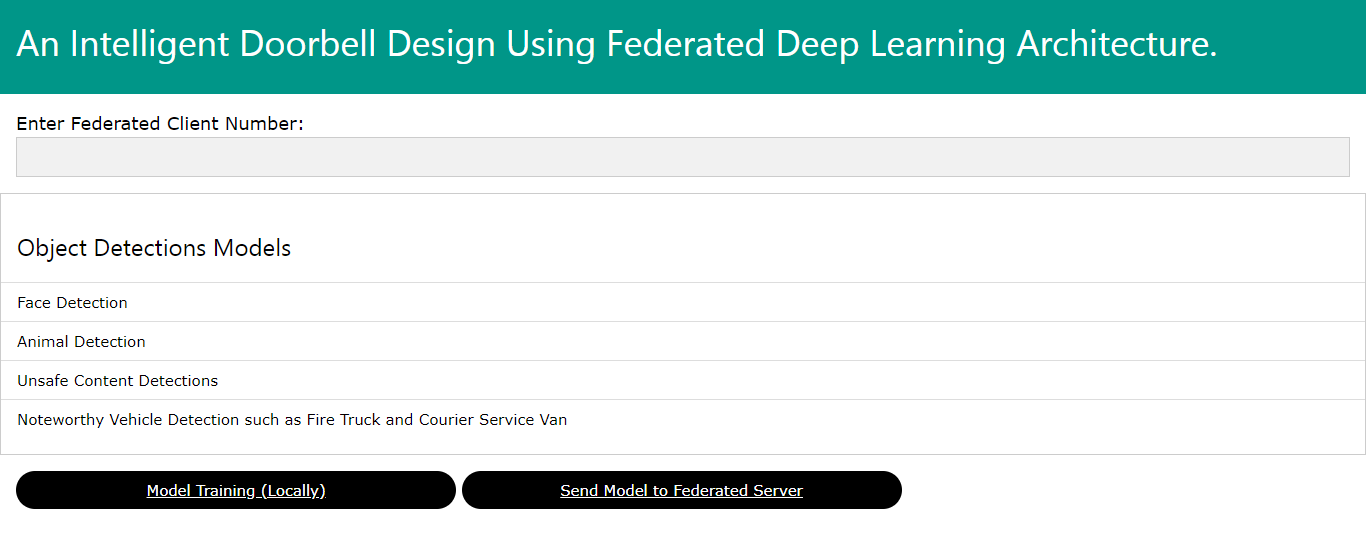 An Intelligent Doorbell Design Using Federated Deep Learning Architecture.
Enter Federated Client Number:
Object Detections Models
Face Detection
Animal Detection
Unsafe Content Detections
Noteworthy Vehicle Detection such as Fire Truck and Courier Service Van
Model Training (Locally)
Send Model to Federated Server